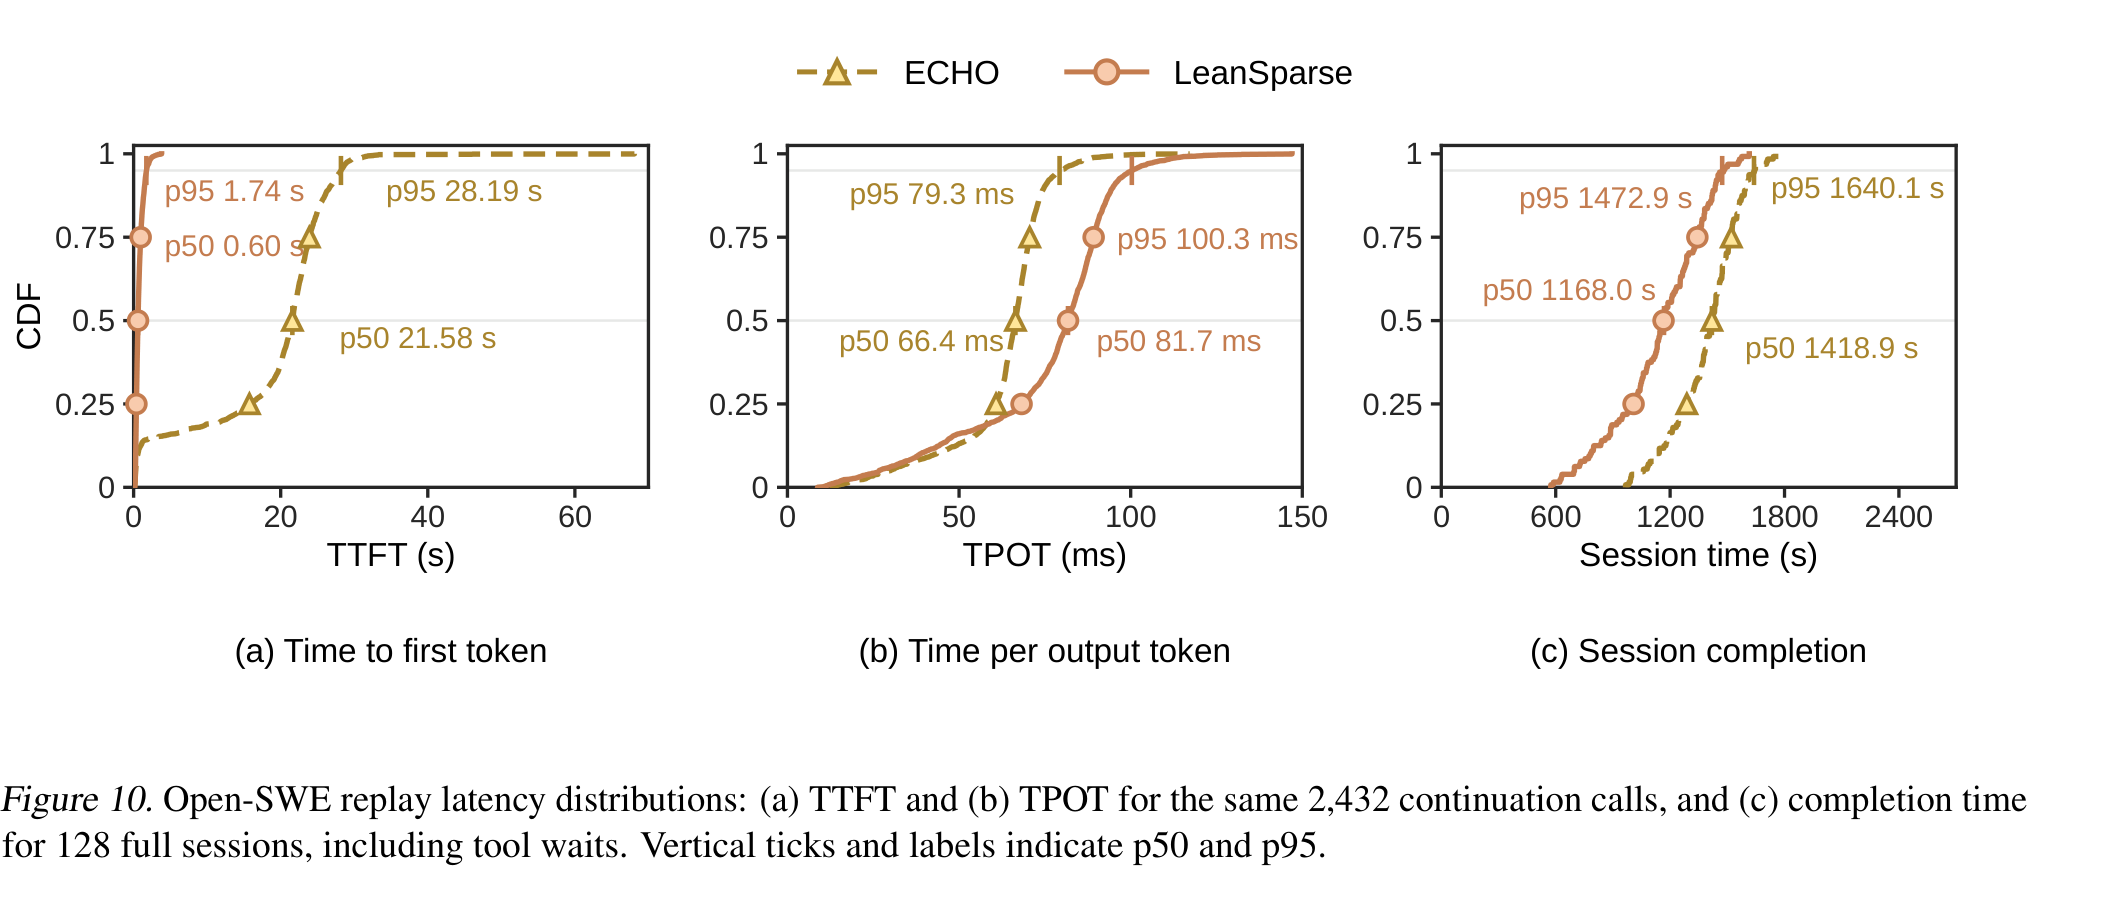 ECHO
LeanSparse
CDF
1
0.75
0.5
0.25
0
p95 1.74 s
p95 28.19 s
p50 0.60 s
p50 21.58 s
0 20 40 60
TTFT (s)
(a) Time to first token
1
0.75
0.5
0.25
0
p95 79.3 ms
p95 100.3 ms
p50 66.4 ms
p50 81.7 ms
0 50 100 150
TPOT (ms)
(b) Time per output token
1
0.75
0.5
0.25
0
p95 1472.9 s
p95 1640.1 s
p50 1168.0 s
p50 1418.9 s
0 600 1200 1800 2400
Session time (s)
(c) Session completion
Figure 10. Open-SWE replay latency distributions: (a) TTFT and (b) TPOT for the same 2,432 continuation calls, and (c) completion time
for 128 full sessions, including tool waits. Vertical ticks and labels indicate p50 and p95.